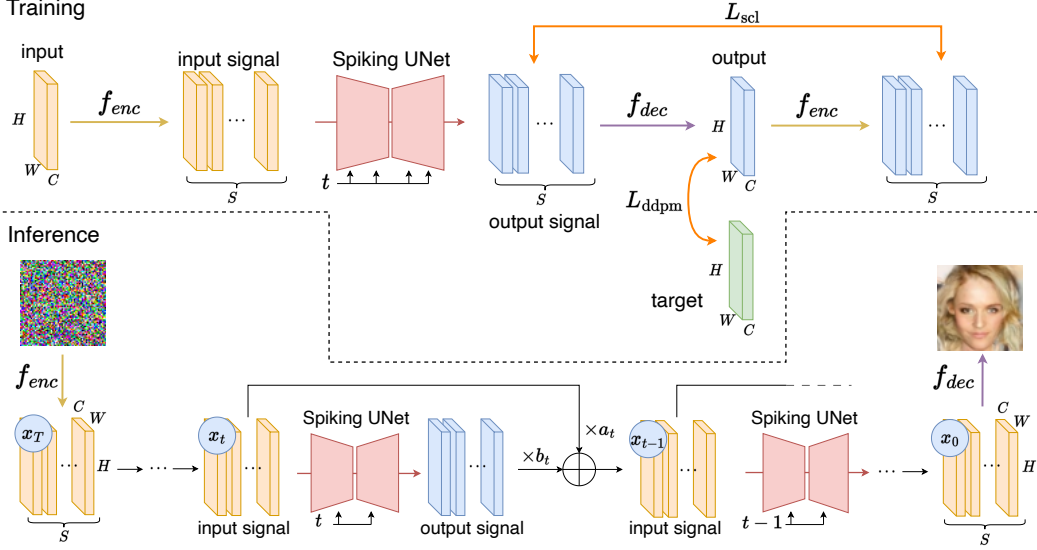 Training
L_scl
input
input signal
Spiking UNet
output
H
f_enc
...
...
f_dec
H
f_enc
...
W
C
t
W
C
S
S
S
output signal
L_ddpm
Inference
H
target
W
C
f_enc
f_dec
C
W
Spiking UNet
Spiking UNet
C
W
x_T
x_t
×a_t
x_{t-1}
x_0
...
H
...
...
...
×b_t
...
...
...
H
t
t − 1
S
input signal
output signal
input signal
S